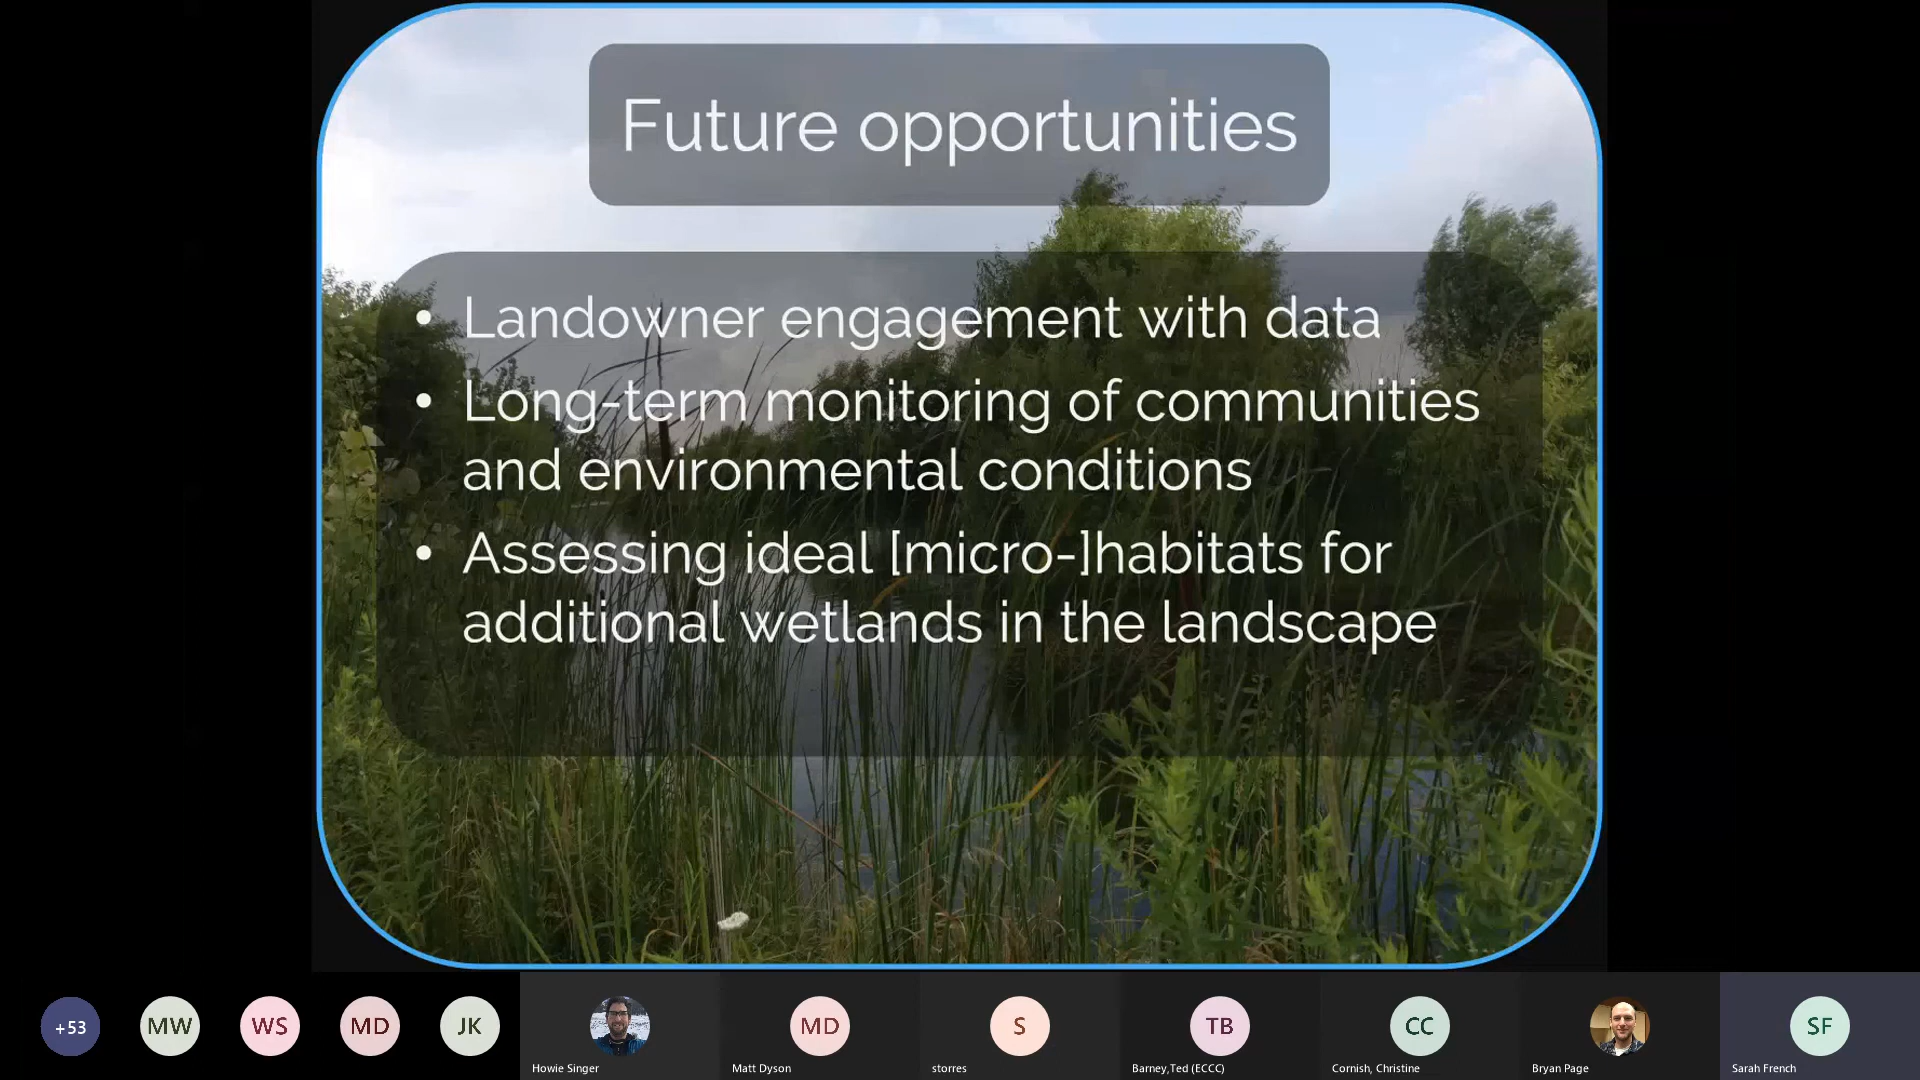 Future opportunities
• Landowner engagement with data
• Long-term monitoring of communities
and environmental conditions
• Assessing ideal [micro-]habitats for
additional wetlands in the landscape
+53
MW
WS
MD
JK
MD
S
TB
CC
SF
Howie Singer
Matt Dyson
storres
Barney,Ted (ECCC)
Cornish, Christine
Bryan Page
Sarah French